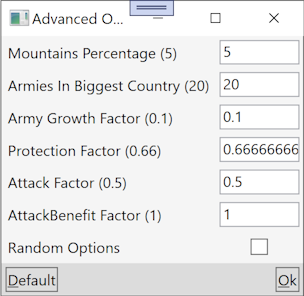 Advanced O...
Mountains Percentage (5) 5
Armies In Biggest Country (20) 20
Army Growth Factor (0.1) 0.1
Protection Factor (0.66) 0.66666666
Attack Factor (0.5) 0.5
AttackBenefit Factor (1) 1
Random Options
Default Ok